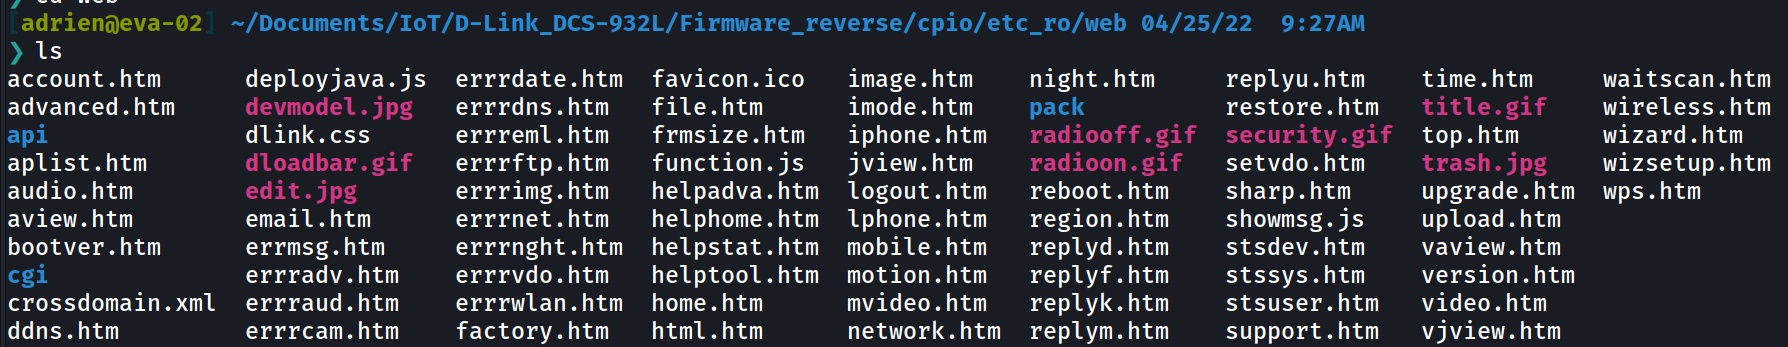 [adrien@eva-02] ~/Documents/IoT/D-Link_DCS-932L/Firmware_reverse/cpio/etc_ro/web 04/25/22  9:27AM
❯ ls
account.htm deployjava.js errrdate.htm favicon.ico image.htm night.htm replyu.htm time.htm waitscan.htm
advanced.htm devmodel.jpg errrdns.htm file.htm imode.htm pack restore.htm title.gif wireless.htm
api dlink.css errreml.htm frmsize.htm iphone.htm radiooff.gif security.gif top.htm wizard.htm
aplist.htm dloadbar.gif errrftp.htm function.js jview.htm radioon.gif setvdo.htm trash.jpg wizsetup.htm
audio.htm edit.jpg errrimg.htm helpadva.htm logout.htm reboot.htm sharp.htm upgrade.htm wps.htm
aview.htm email.htm errrnet.htm helphome.htm lphone.htm region.htm showmsg.js upload.htm
bootver.htm errmsg.htm errrnght.htm helpstat.htm mobile.htm replyd.htm stsdev.htm vaview.htm
cgi errradv.htm errrvdo.htm helptool.htm motion.htm replyf.htm stssys.htm version.htm
crossdomain.xml errraud.htm errrwlan.htm home.htm mvideo.htm replyk.htm stsuser.htm video.htm
ddns.htm errrcam.htm factory.htm html.htm network.htm replym.htm support.htm vjview.htm